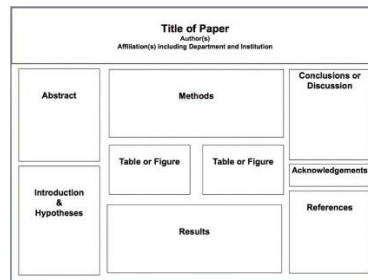 Title of Paper
Author(s)
Affiliation(s) including Department and Institution
Abstract
Introduction
&
Hypotheses
Methods
Table or Figure
Table or Figure
Results
Conclusions or
Discussion
Acknowledgements
References